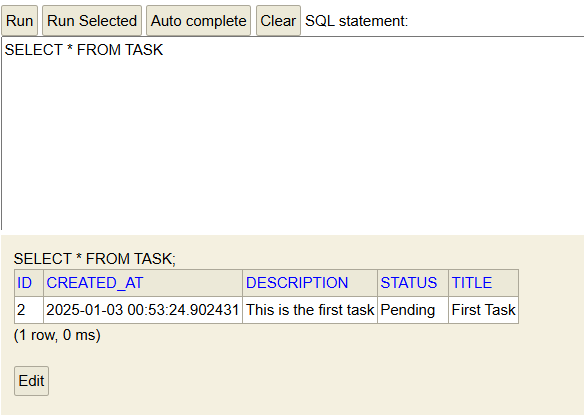 Run Run Selected Auto complete Clear SQL statement:
SELECT * FROM TASK
SELECT * FROM TASK;
ID CREATED_AT DESCRIPTION STATUS TITLE
2 2025-01-03 00:53:24.902431 This is the first task Pending First Task
(1 row, 0 ms)
Edit